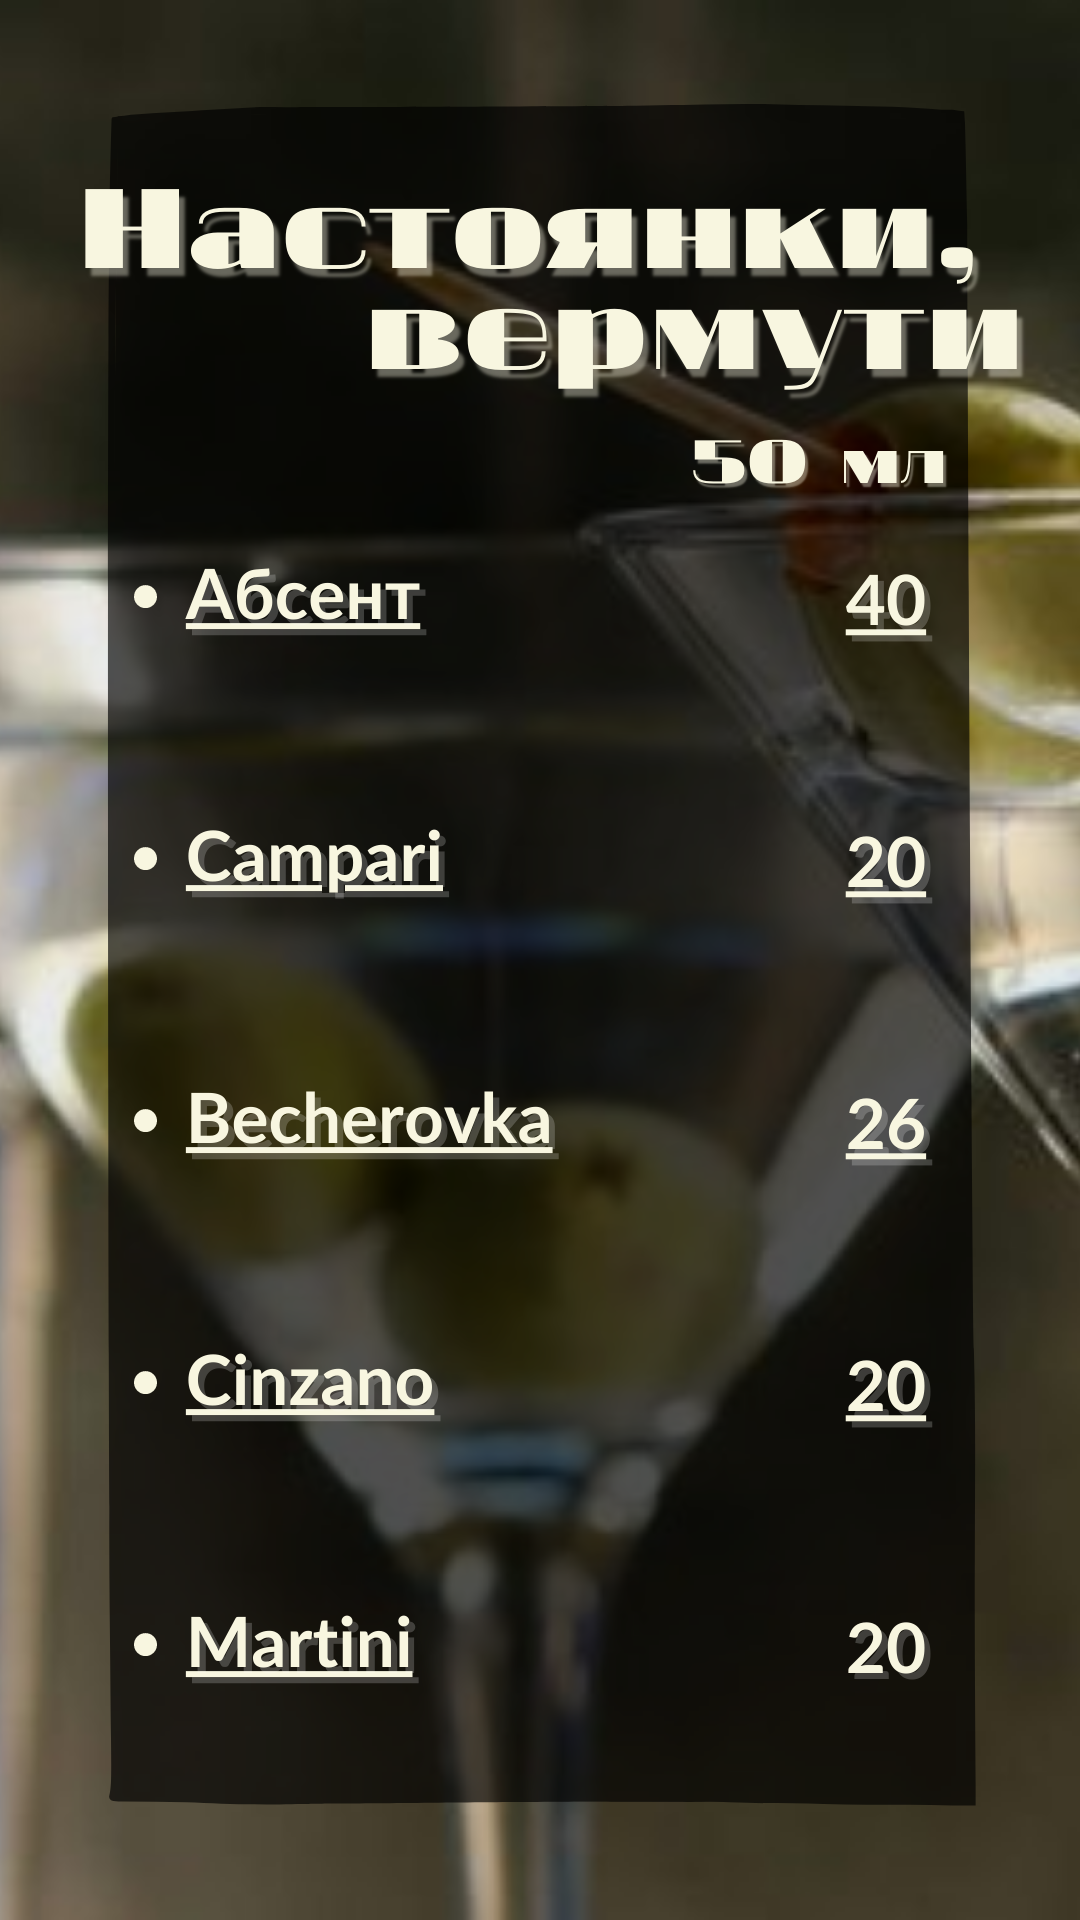 Настоянки,
вермути
50 мл
• Абсент 40
• Campari 20
• Becherovka 26
• Cinzano 20
• Martini 20